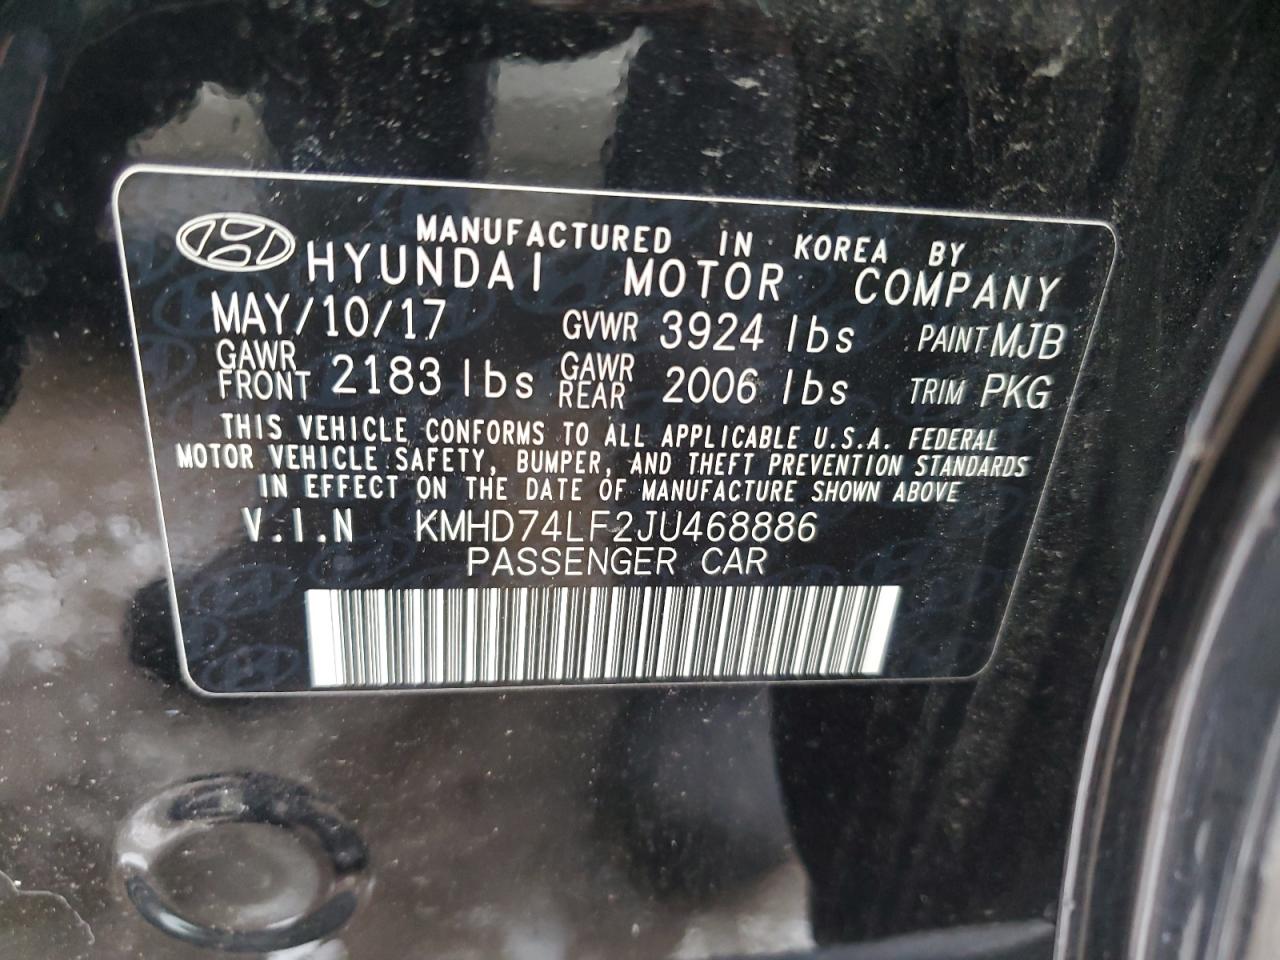 MANUFACTURED IN KOREA BY
HYUNDAI MOTOR COMPANY
MAY/10/17 GVWR 3924 lbs PAINT MJB
GAWR FRONT 2183 lbs GAWR REAR 2006 lbs TRIM PKG
THIS VEHICLE CONFORMS TO ALL APPLICABLE U.S.A. FEDERAL
MOTOR VEHICLE SAFETY, BUMPER, AND THEFT PREVENTION STANDARDS
IN EFFECT ON THE DATE OF MANUFACTURE SHOWN ABOVE
V.I.N KMHD74LF2JU468886
PASSENGER CAR